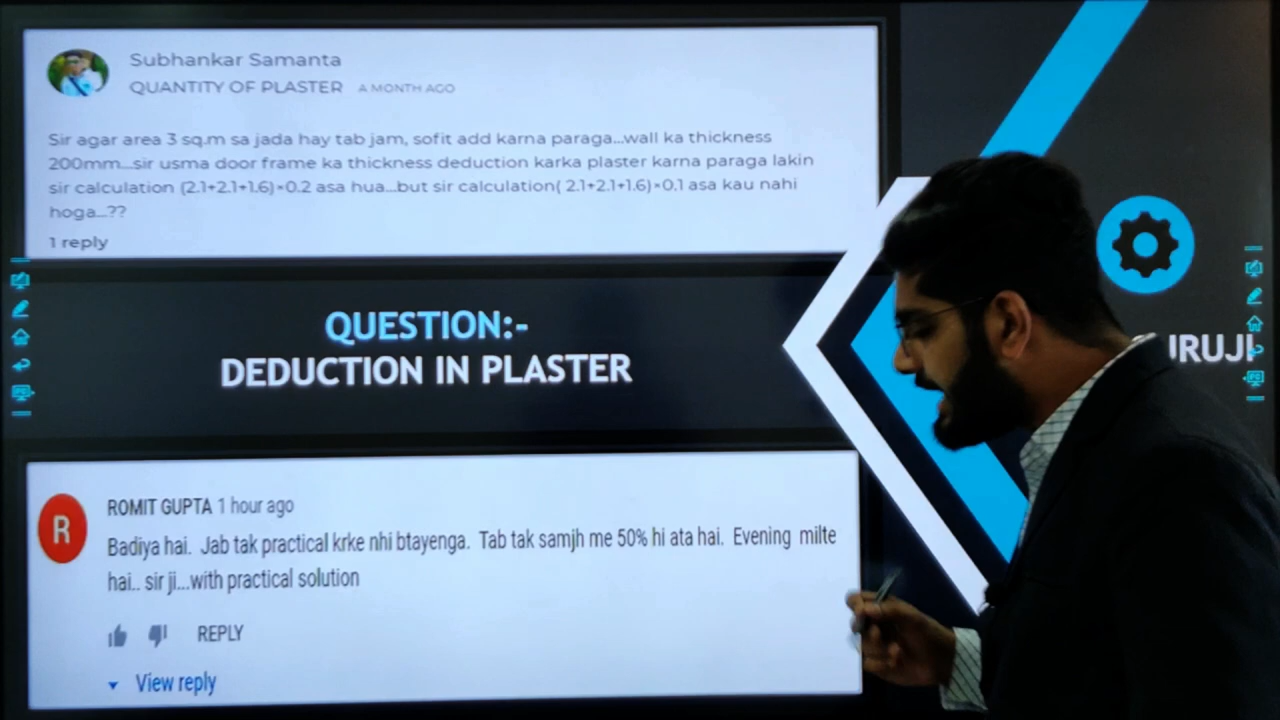 Subhankar Samanta
QUANTITY OF PLASTER A MONTH AGO
Sir agar area 3 sq.m sa jada hay tab jam, sofit add karna paraga...wall ka thickness
200mm...sir usma door frame ka thickness deduction karka plaster karna paraga lakin
sir calculation (2.1+2.1+1.6)*0.2 asa hua...but sir calculation( 2.1+2.1+1.6)*0.1 asa kau nahi
hoga...??
1 reply
QUESTION:-
DEDUCTION IN PLASTER
URUJI
R
ROMIT GUPTA 1 hour ago
Badiya hai. Jab tak practical krke nhi btayenga. Tab tak samjh me 50% hi ata hai. Evening milte
hai.. sir ji...with practical solution
REPLY
View reply